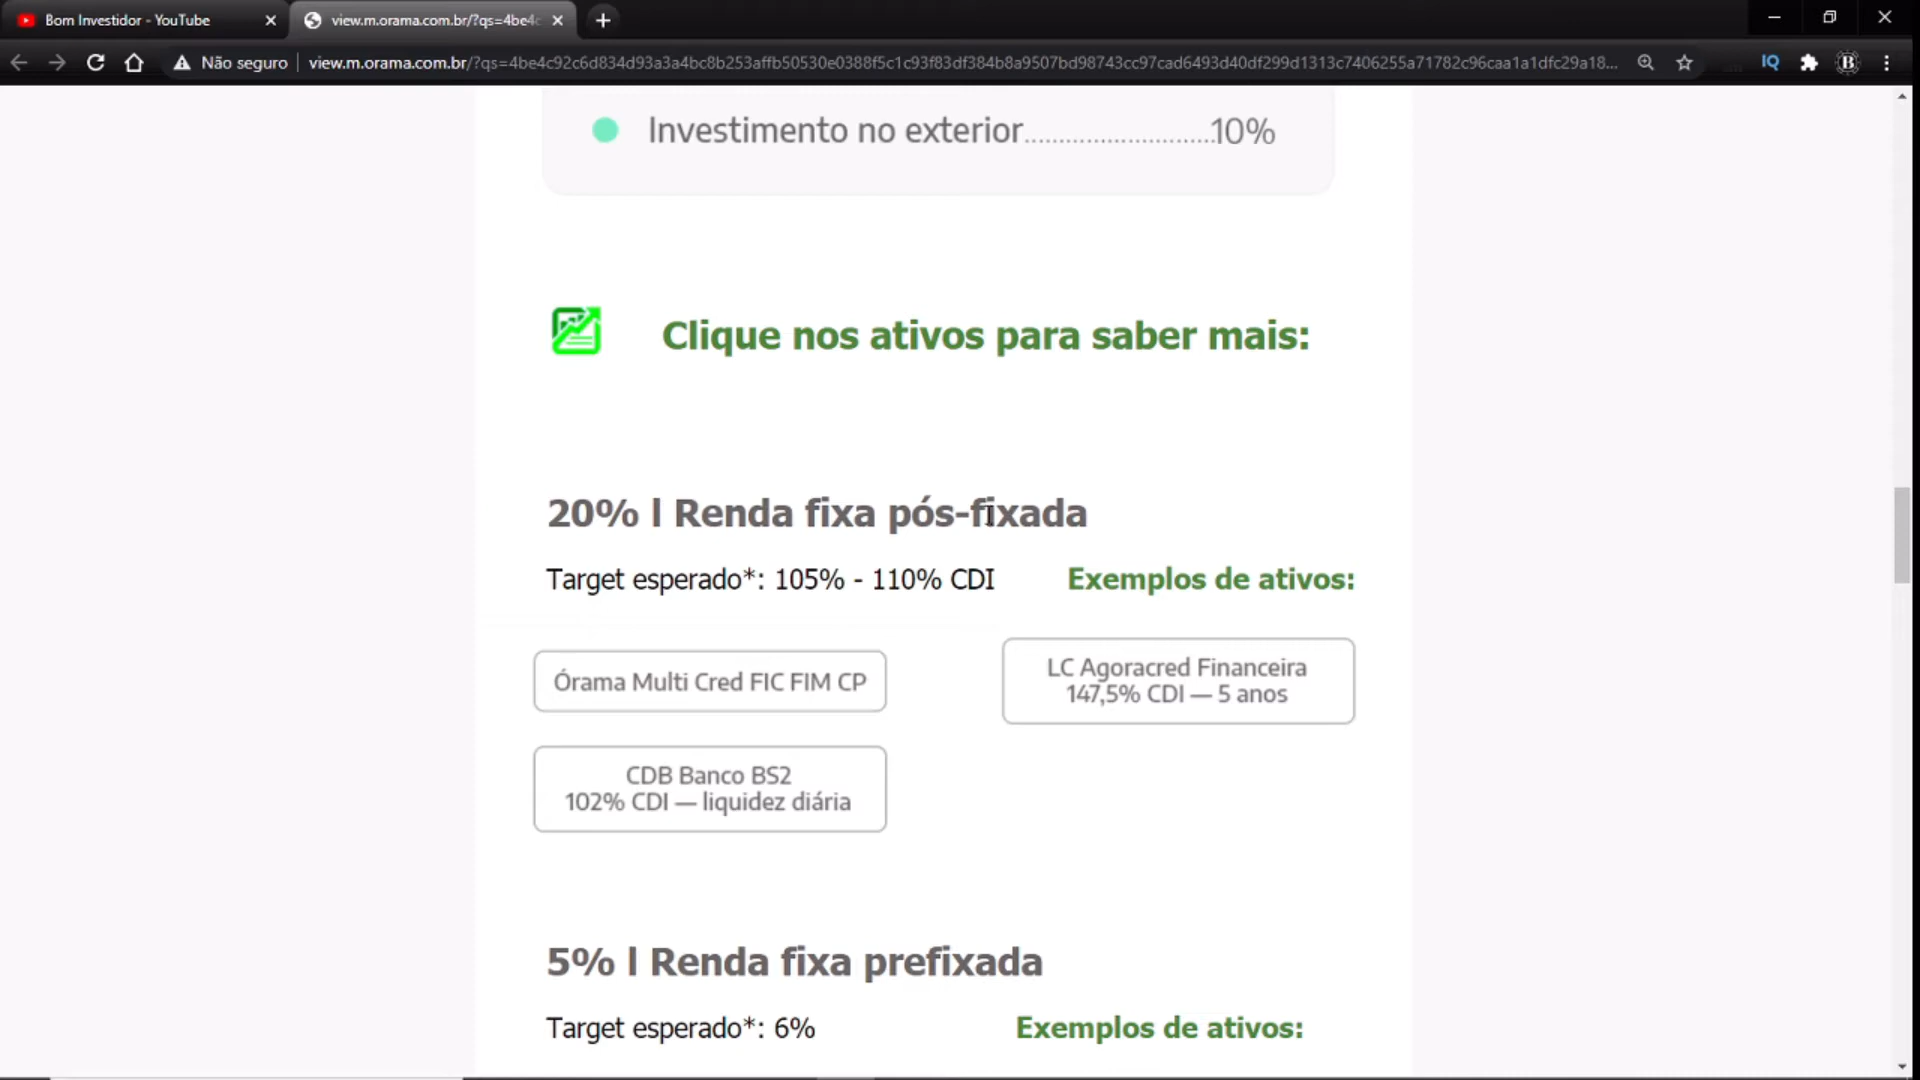 Bom Investidor - YouTube
view.m.orama.com.br/?qs=4be4c
Não seguro
view.m.orama.com.br/?qs=4be4c92c6d834d93a3a4bc8b253affb50530e0388f5c1c93f83df384b8a9507bd98743cc97cad6493d40df299d1313c7406255a71782c96caa1a1dfc29a18...
IQ
B
Investimento no exterior...........................10%
Clique nos ativos para saber mais:
20% l Renda fixa pós-fixada
Target esperado*: 105% - 110% CDI
Exemplos de ativos:
Órama Multi Cred FIC FIM CP
LC Agoracred Financeira
147,5% CDI — 5 anos
CDB Banco BS2
102% CDI — liquidez diária
5% l Renda fixa prefixada
Target esperado*: 6%
Exemplos de ativos: